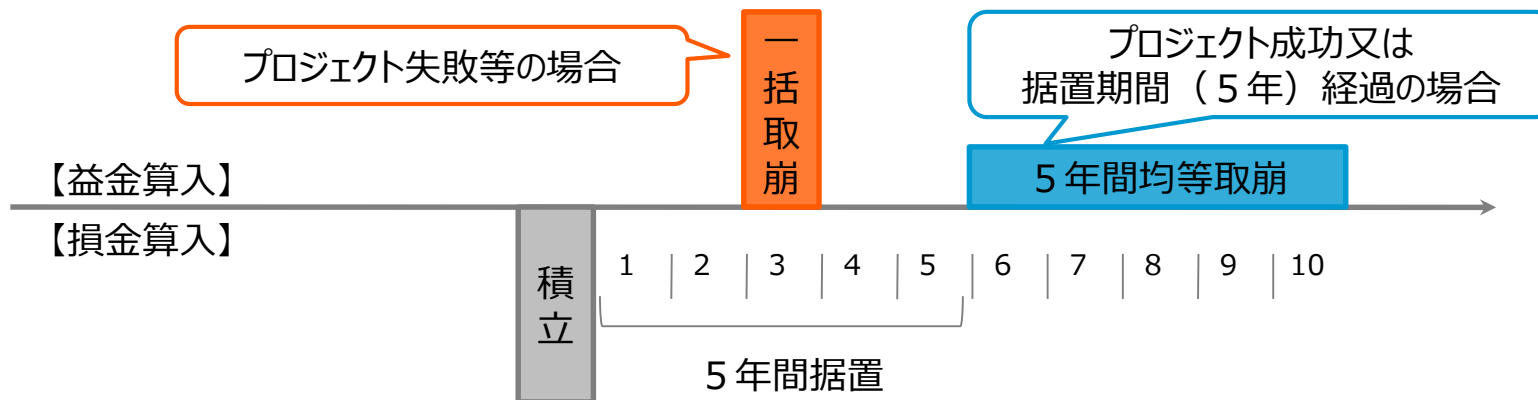 プロジェクト失敗等の場合
一括取崩
プロジェクト成功又は
据置期間（５年）経過の場合
【益金算入】
５年間均等取崩
【損金算入】
積立
1 2 3 4 5 6 7 8 9 10
５年間据置